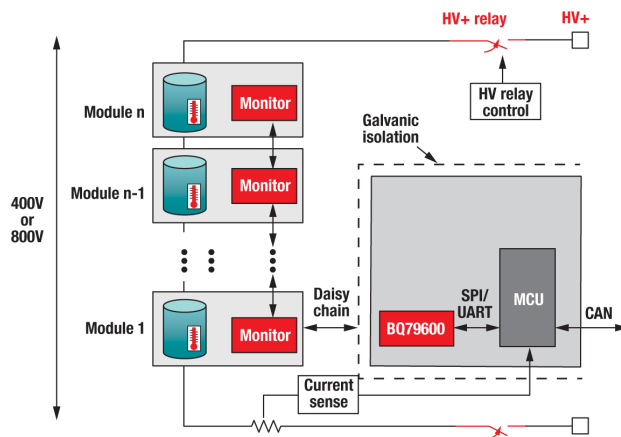 HV+ relay
HV+
HV relay
control
Module n
Monitor
Galvanic
isolation
Module n-1
Monitor
400V
or
800V
Daisy
chain
SPI/
UART
MCU
CAN
BQ79600
Module 1
Monitor
Current
sense